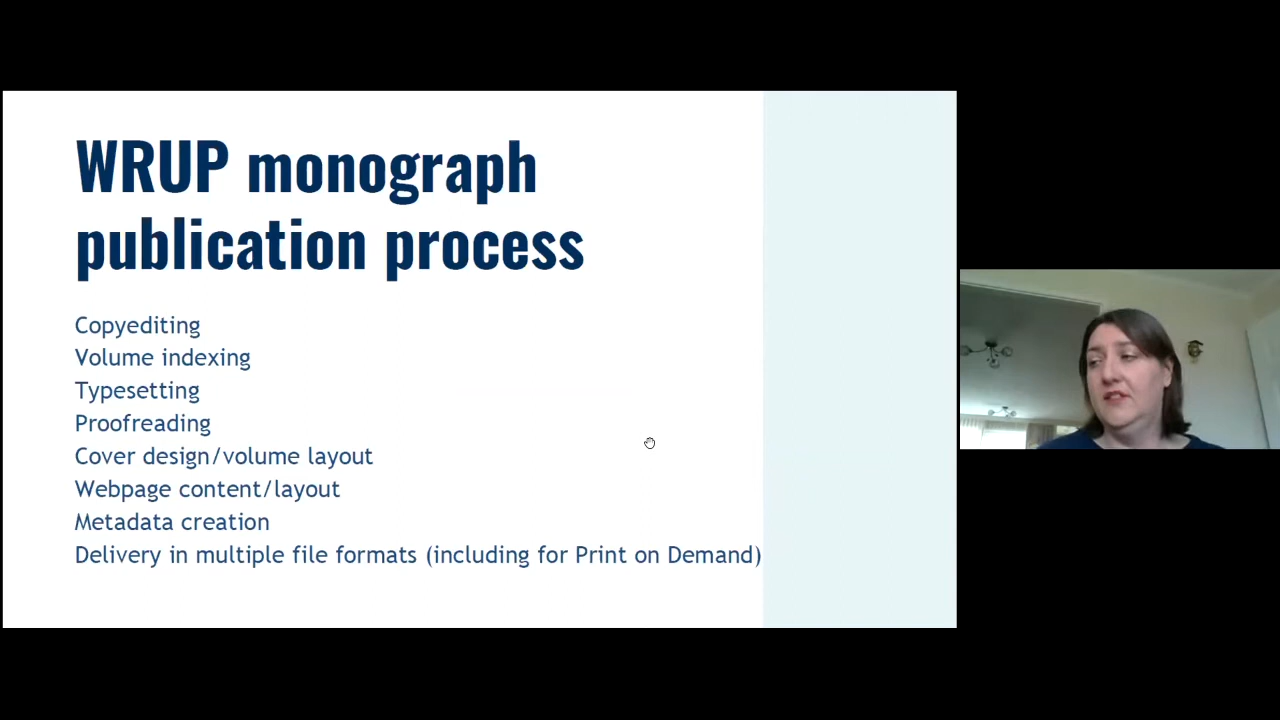 WRUP monograph
publication process
Copyediting
Volume indexing
Typesetting
Proofreading
Cover design/volume layout
Webpage content/layout
Metadata creation
Delivery in multiple file formats (including for Print on Demand)